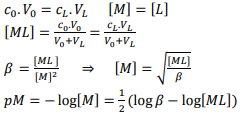 c₀.V₀ = c_L.V_L [M] = [L]
[ML] = c₀.V₀/(V₀+V_L) = c_L.V_L/(V₀+V_L)
β = [ML]/[M]² ⇒ [M] = √([ML]/β)
pM = −log[M] = ½(log β − log[ML])